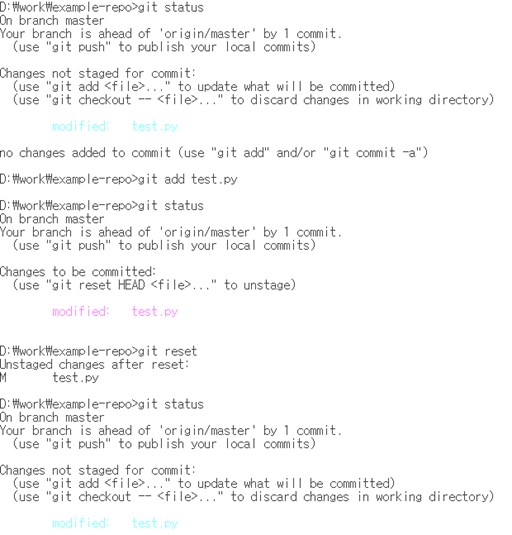 D:₩work₩example-repo>git status
On branch master
Your branch is ahead of 'origin/master' by 1 commit.
  (use "git push" to publish your local commits)

Changes not staged for commit:
  (use "git add <file>..." to update what will be committed)
  (use "git checkout -- <file>..." to discard changes in working directory)

        modified:   test.py

no changes added to commit (use "git add" and/or "git commit -a")

D:₩work₩example-repo>git add test.py

D:₩work₩example-repo>git status
On branch master
Your branch is ahead of 'origin/master' by 1 commit.
  (use "git push" to publish your local commits)

Changes to be committed:
  (use "git reset HEAD <file>..." to unstage)

        modified:   test.py


D:₩work₩example-repo>git reset
Unstaged changes after reset:
M       test.py

D:₩work₩example-repo>git status
On branch master
Your branch is ahead of 'origin/master' by 1 commit.
  (use "git push" to publish your local commits)

Changes not staged for commit:
  (use "git add <file>..." to update what will be committed)
  (use "git checkout -- <file>..." to discard changes in working directory)

        modified:   test.py